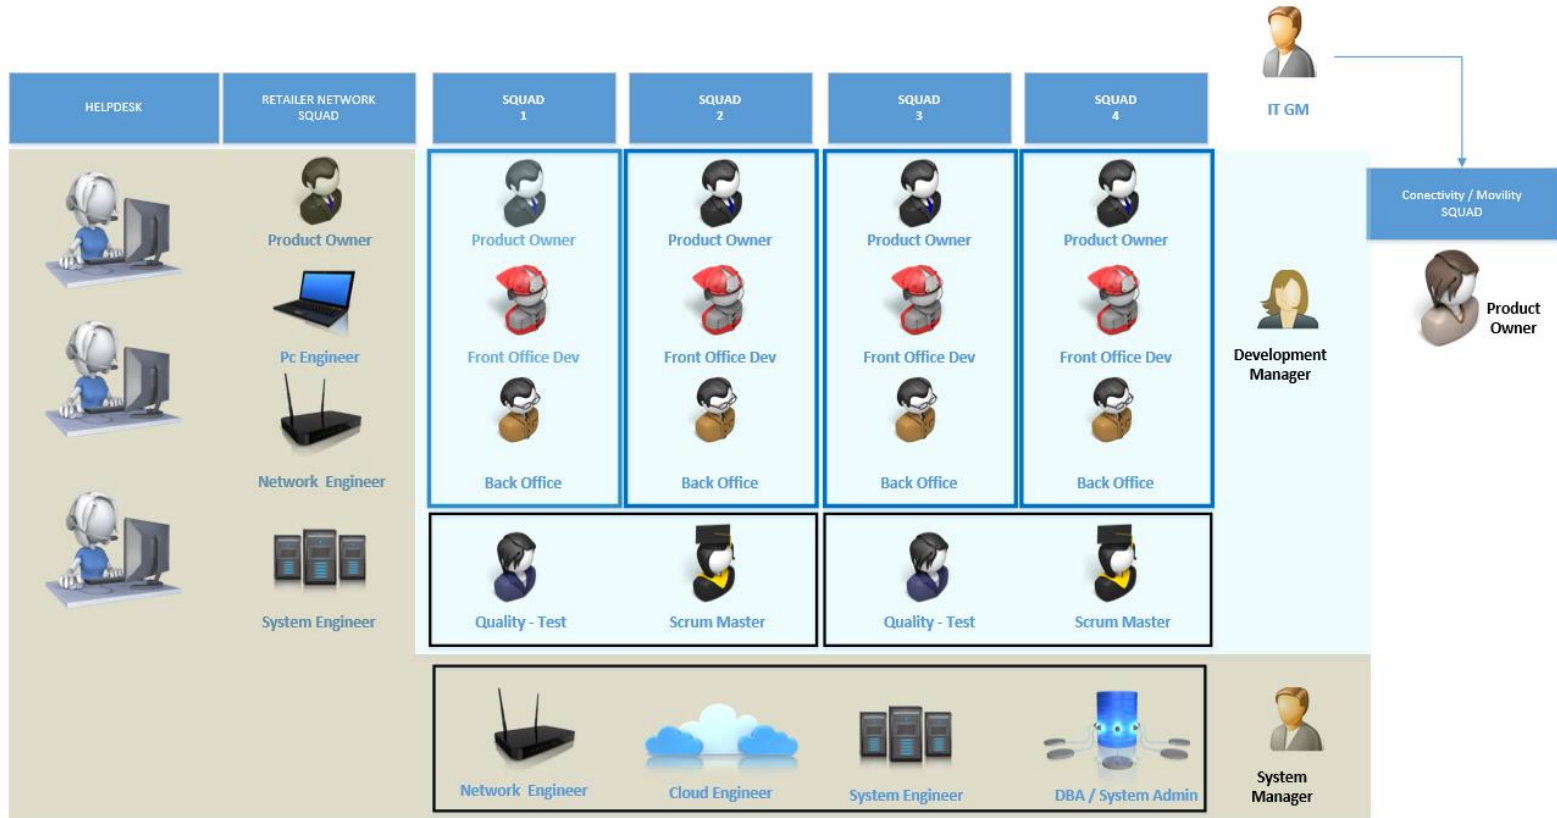 HELPDESK
RETAILER NETWORK
SQUAD
SQUAD
1
SQUAD
2
SQUAD
3
SQUAD
4
IT GM
Conectivity / Movility
SQUAD
Product Owner
Product Owner
Product Owner
Product Owner
Product Owner
Product
Owner
Pc Engineer
Front Office Dev
Front Office Dev
Front Office Dev
Front Office Dev
Development
Manager
Network Engineer
Back Office
Back Office
Back Office
Back Office
System Engineer
Quality - Test
Scrum Master
Quality - Test
Scrum Master
Network Engineer
Cloud Engineer
System Engineer
DBA / System Admin
System
Manager